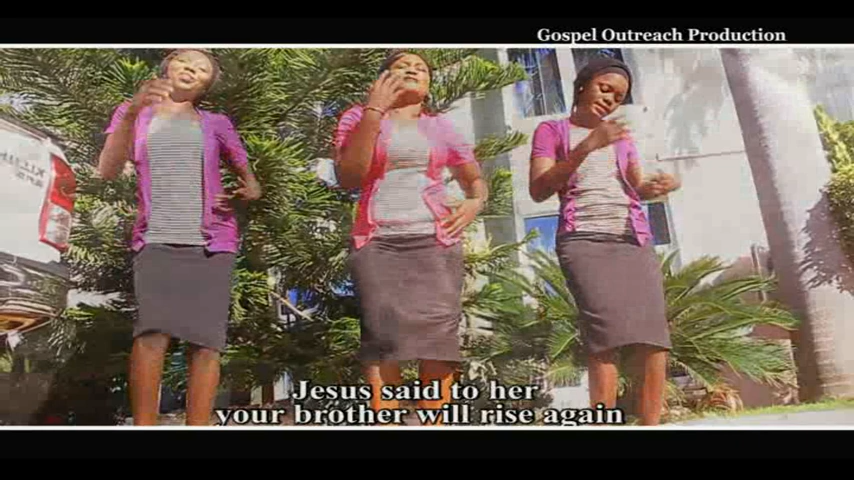 Gospel Outreach Production
Jesus said to her
your brother will rise again